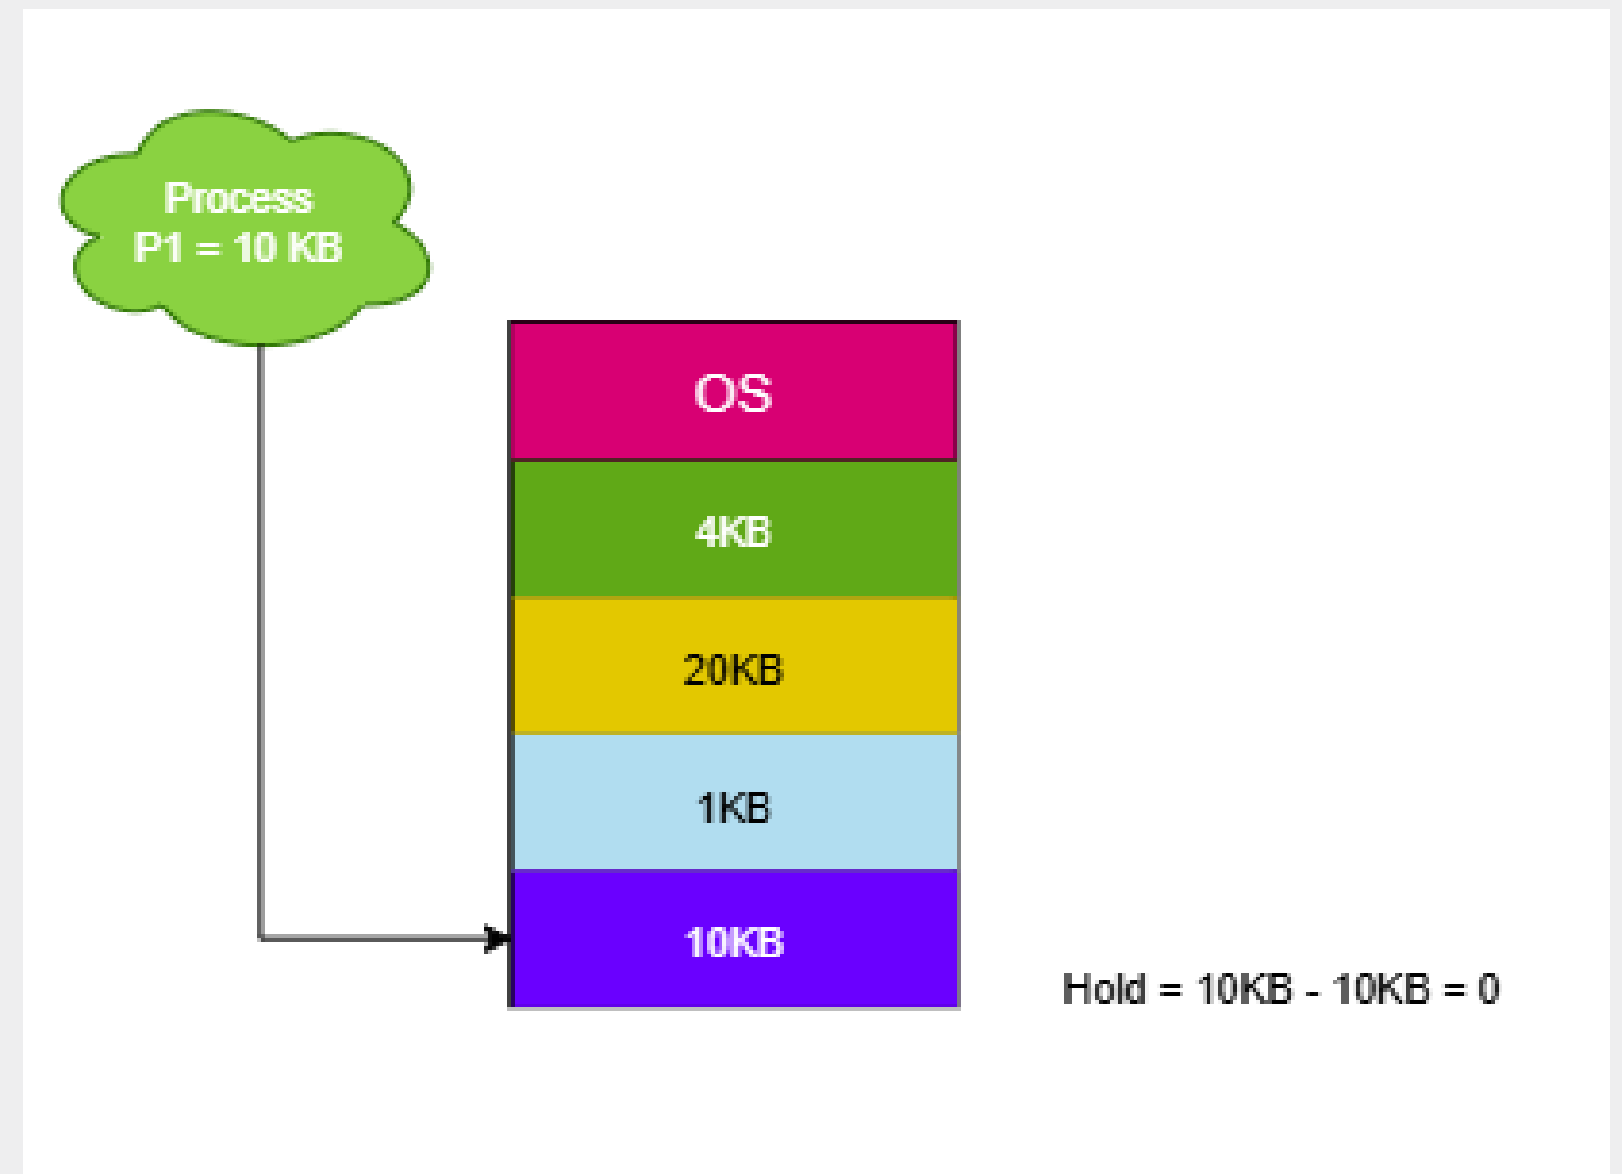 Process
P1 = 10 KB
OS
4KB
20KB
1KB
10KB
Hold = 10KB - 10KB = 0